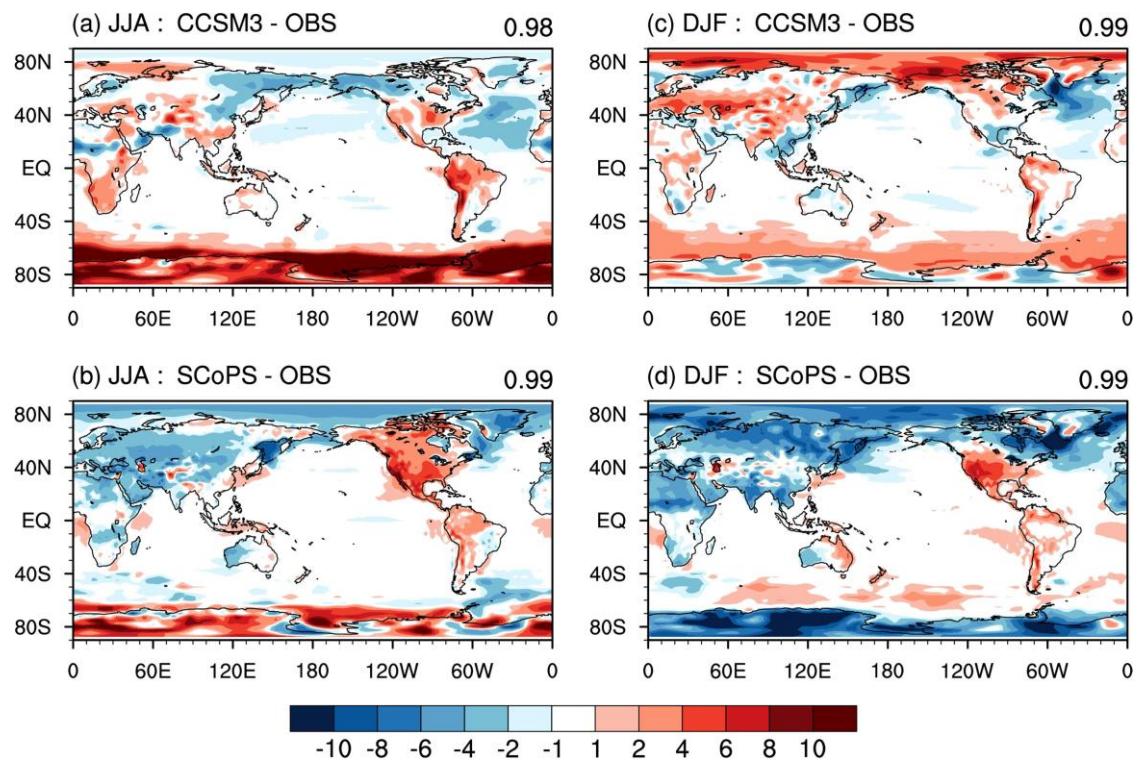 (a) JJA : CCSM3 - OBS 0.98
80N
40N
EQ
40S
80S
0 60E 120E 180 120W 60W 0
(c) DJF : CCSM3 - OBS 0.99
80N
40N
EQ
40S
80S
0 60E 120E 180 120W 60W 0
(b) JJA : SCoPS - OBS 0.99
80N
40N
EQ
40S
80S
0 60E 120E 180 120W 60W 0
(d) DJF : SCoPS - OBS 0.99
80N
40N
EQ
40S
80S
0 60E 120E 180 120W 60W 0
-10 -8 -6 -4 -2 -1 1 2 4 6 8 10